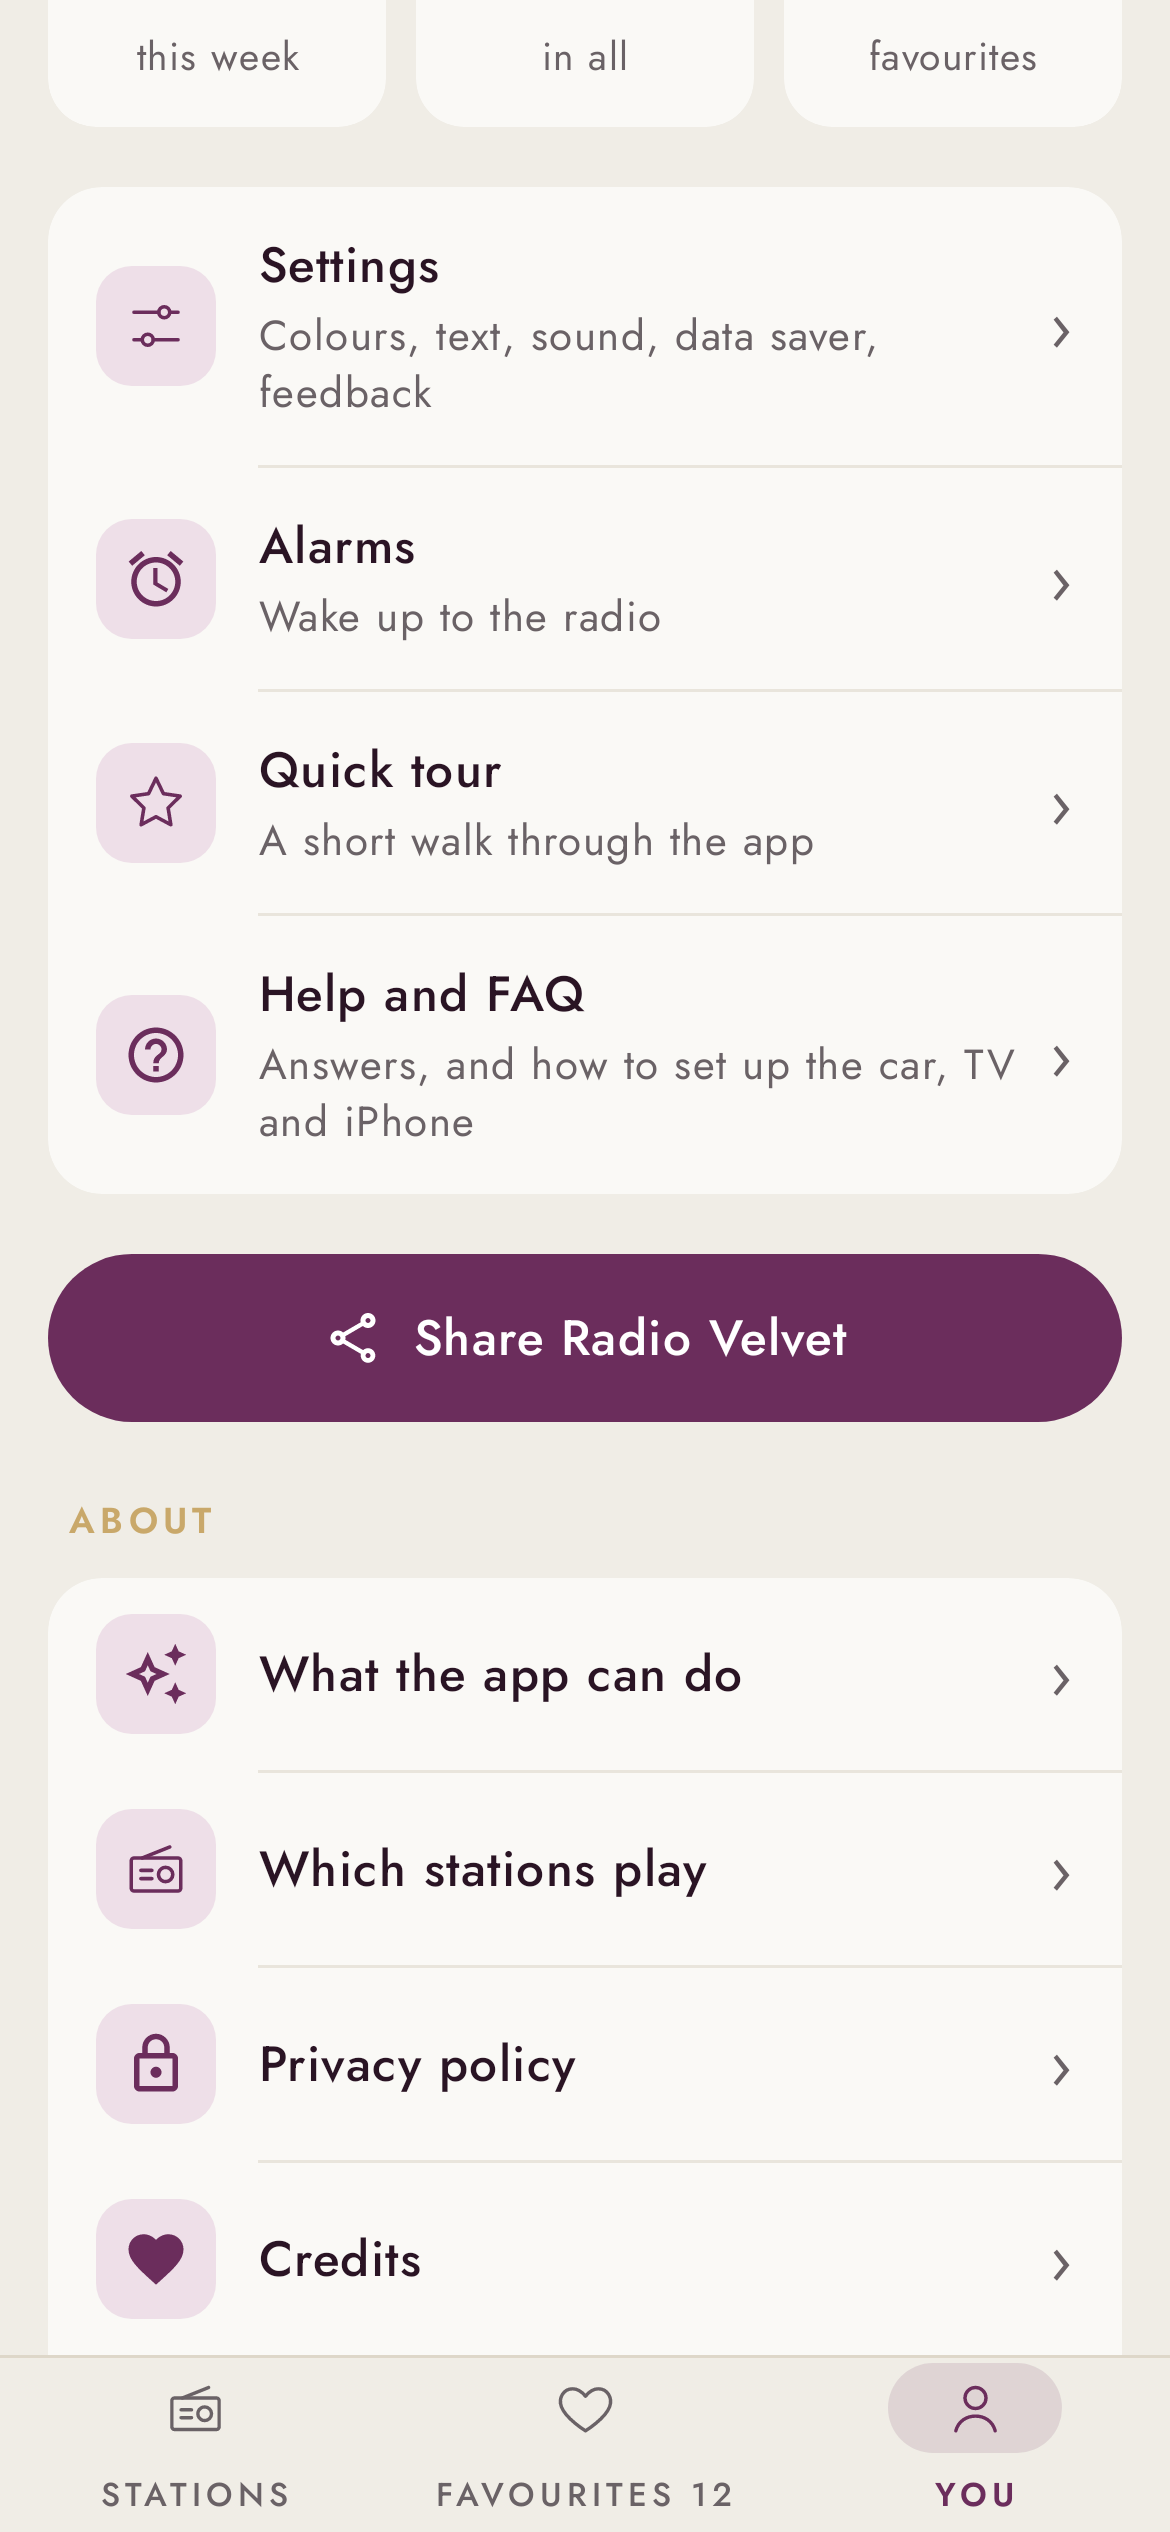 this week
in all
favourites
Settings
Colours, text, sound, data saver,
feedback
Alarms
Wake up to the radio
Quick tour
A short walk through the app
Help and FAQ
Answers, and how to set up the car, TV
and iPhone
Share Radio Velvet
ABOUT
What the app can do
Which stations play
Privacy policy
Credits
STATIONS
FAVOURITES 12
YOU